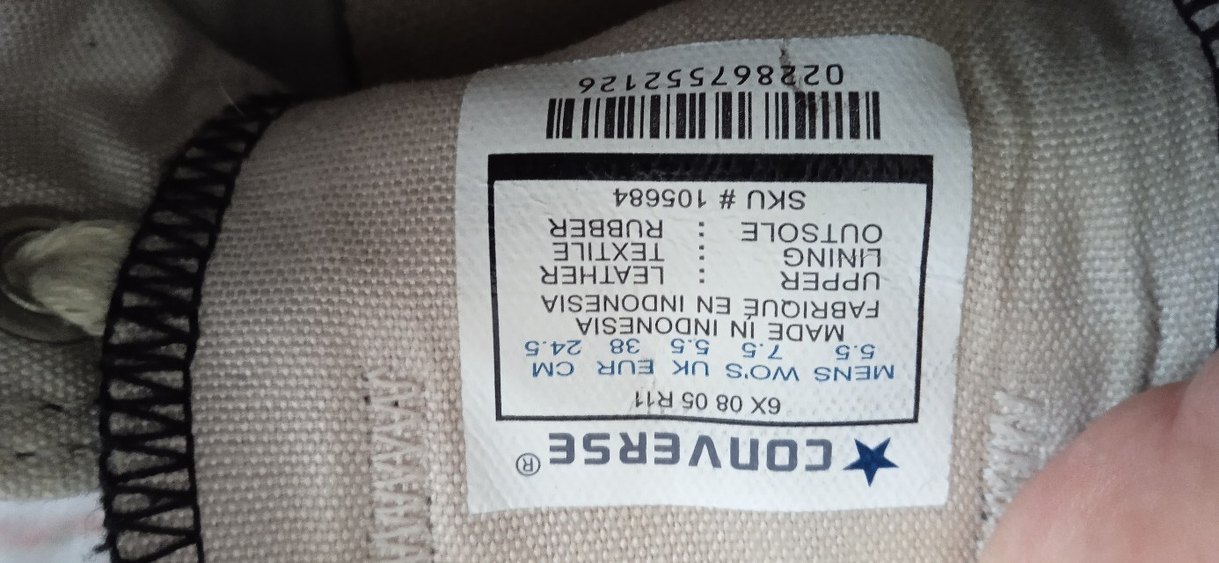 ★CONVERSE®
6X 08 05 R11
MENS WO'S UK EUR CM
5.5 7.5 5.5 38 24.5
MADE IN INDONESIA
FABRIQUÉ EN INDONESIA
UPPER : LEATHER
LINING : TEXTILE
OUTSOLE : RUBBER
SKU # 105684
022867552126